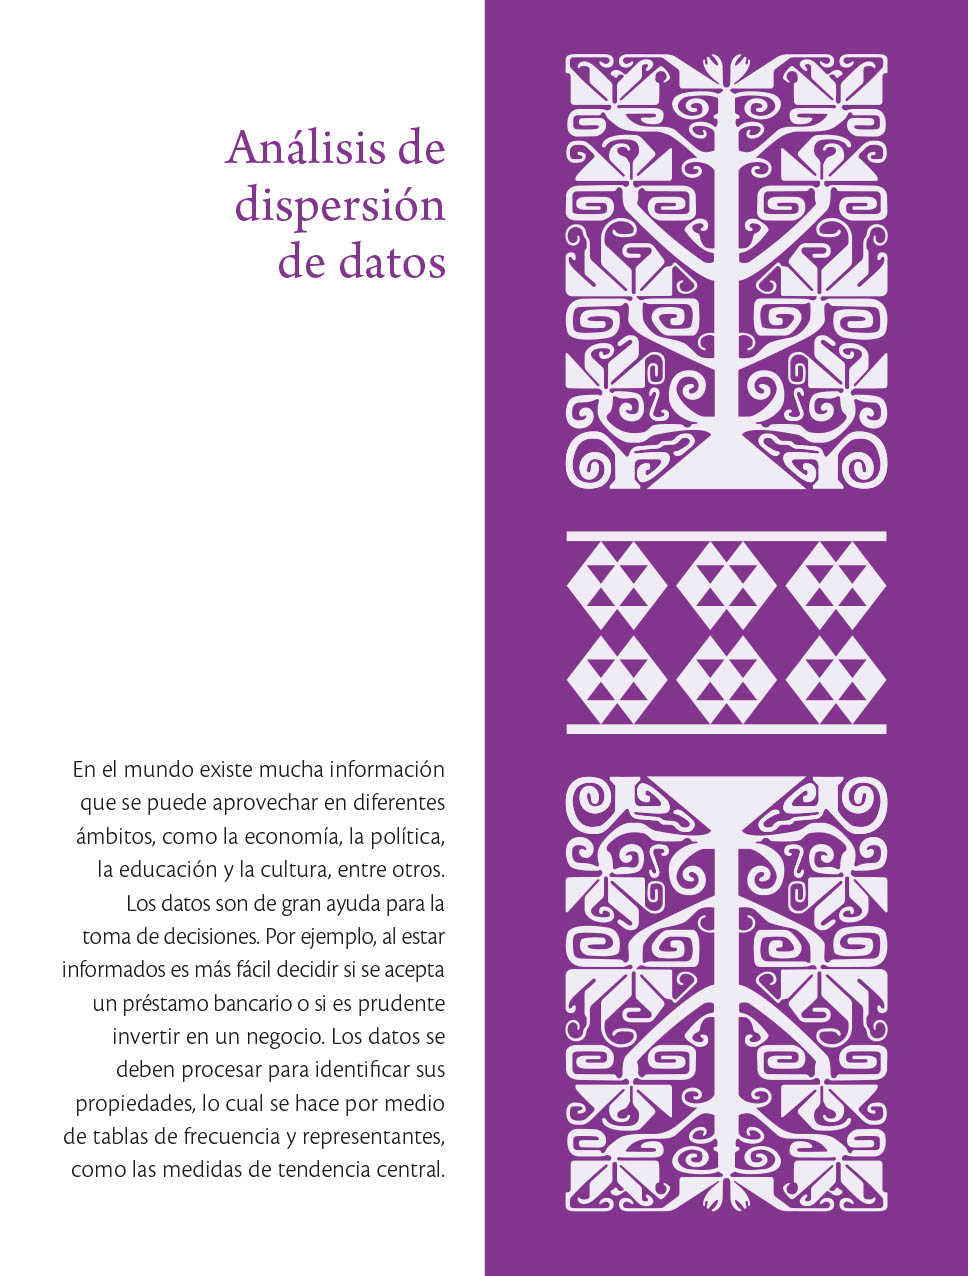 Análisis de
dispersión
de datos
En el mundo existe mucha información
que se puede aprovechar en diferentes
ámbitos, como la economía, la política,
la educación y la cultura, entre otros.
Los datos son de gran ayuda para la
toma de decisiones. Por ejemplo, al estar
informados es más fácil decidir si se acepta
un préstamo bancario o si es prudente
invertir en un negocio. Los datos se
deben procesar para identificar sus
propiedades, lo cual se hace por medio
de tablas de frecuencia y representantes,
como las medidas de tendencia central.